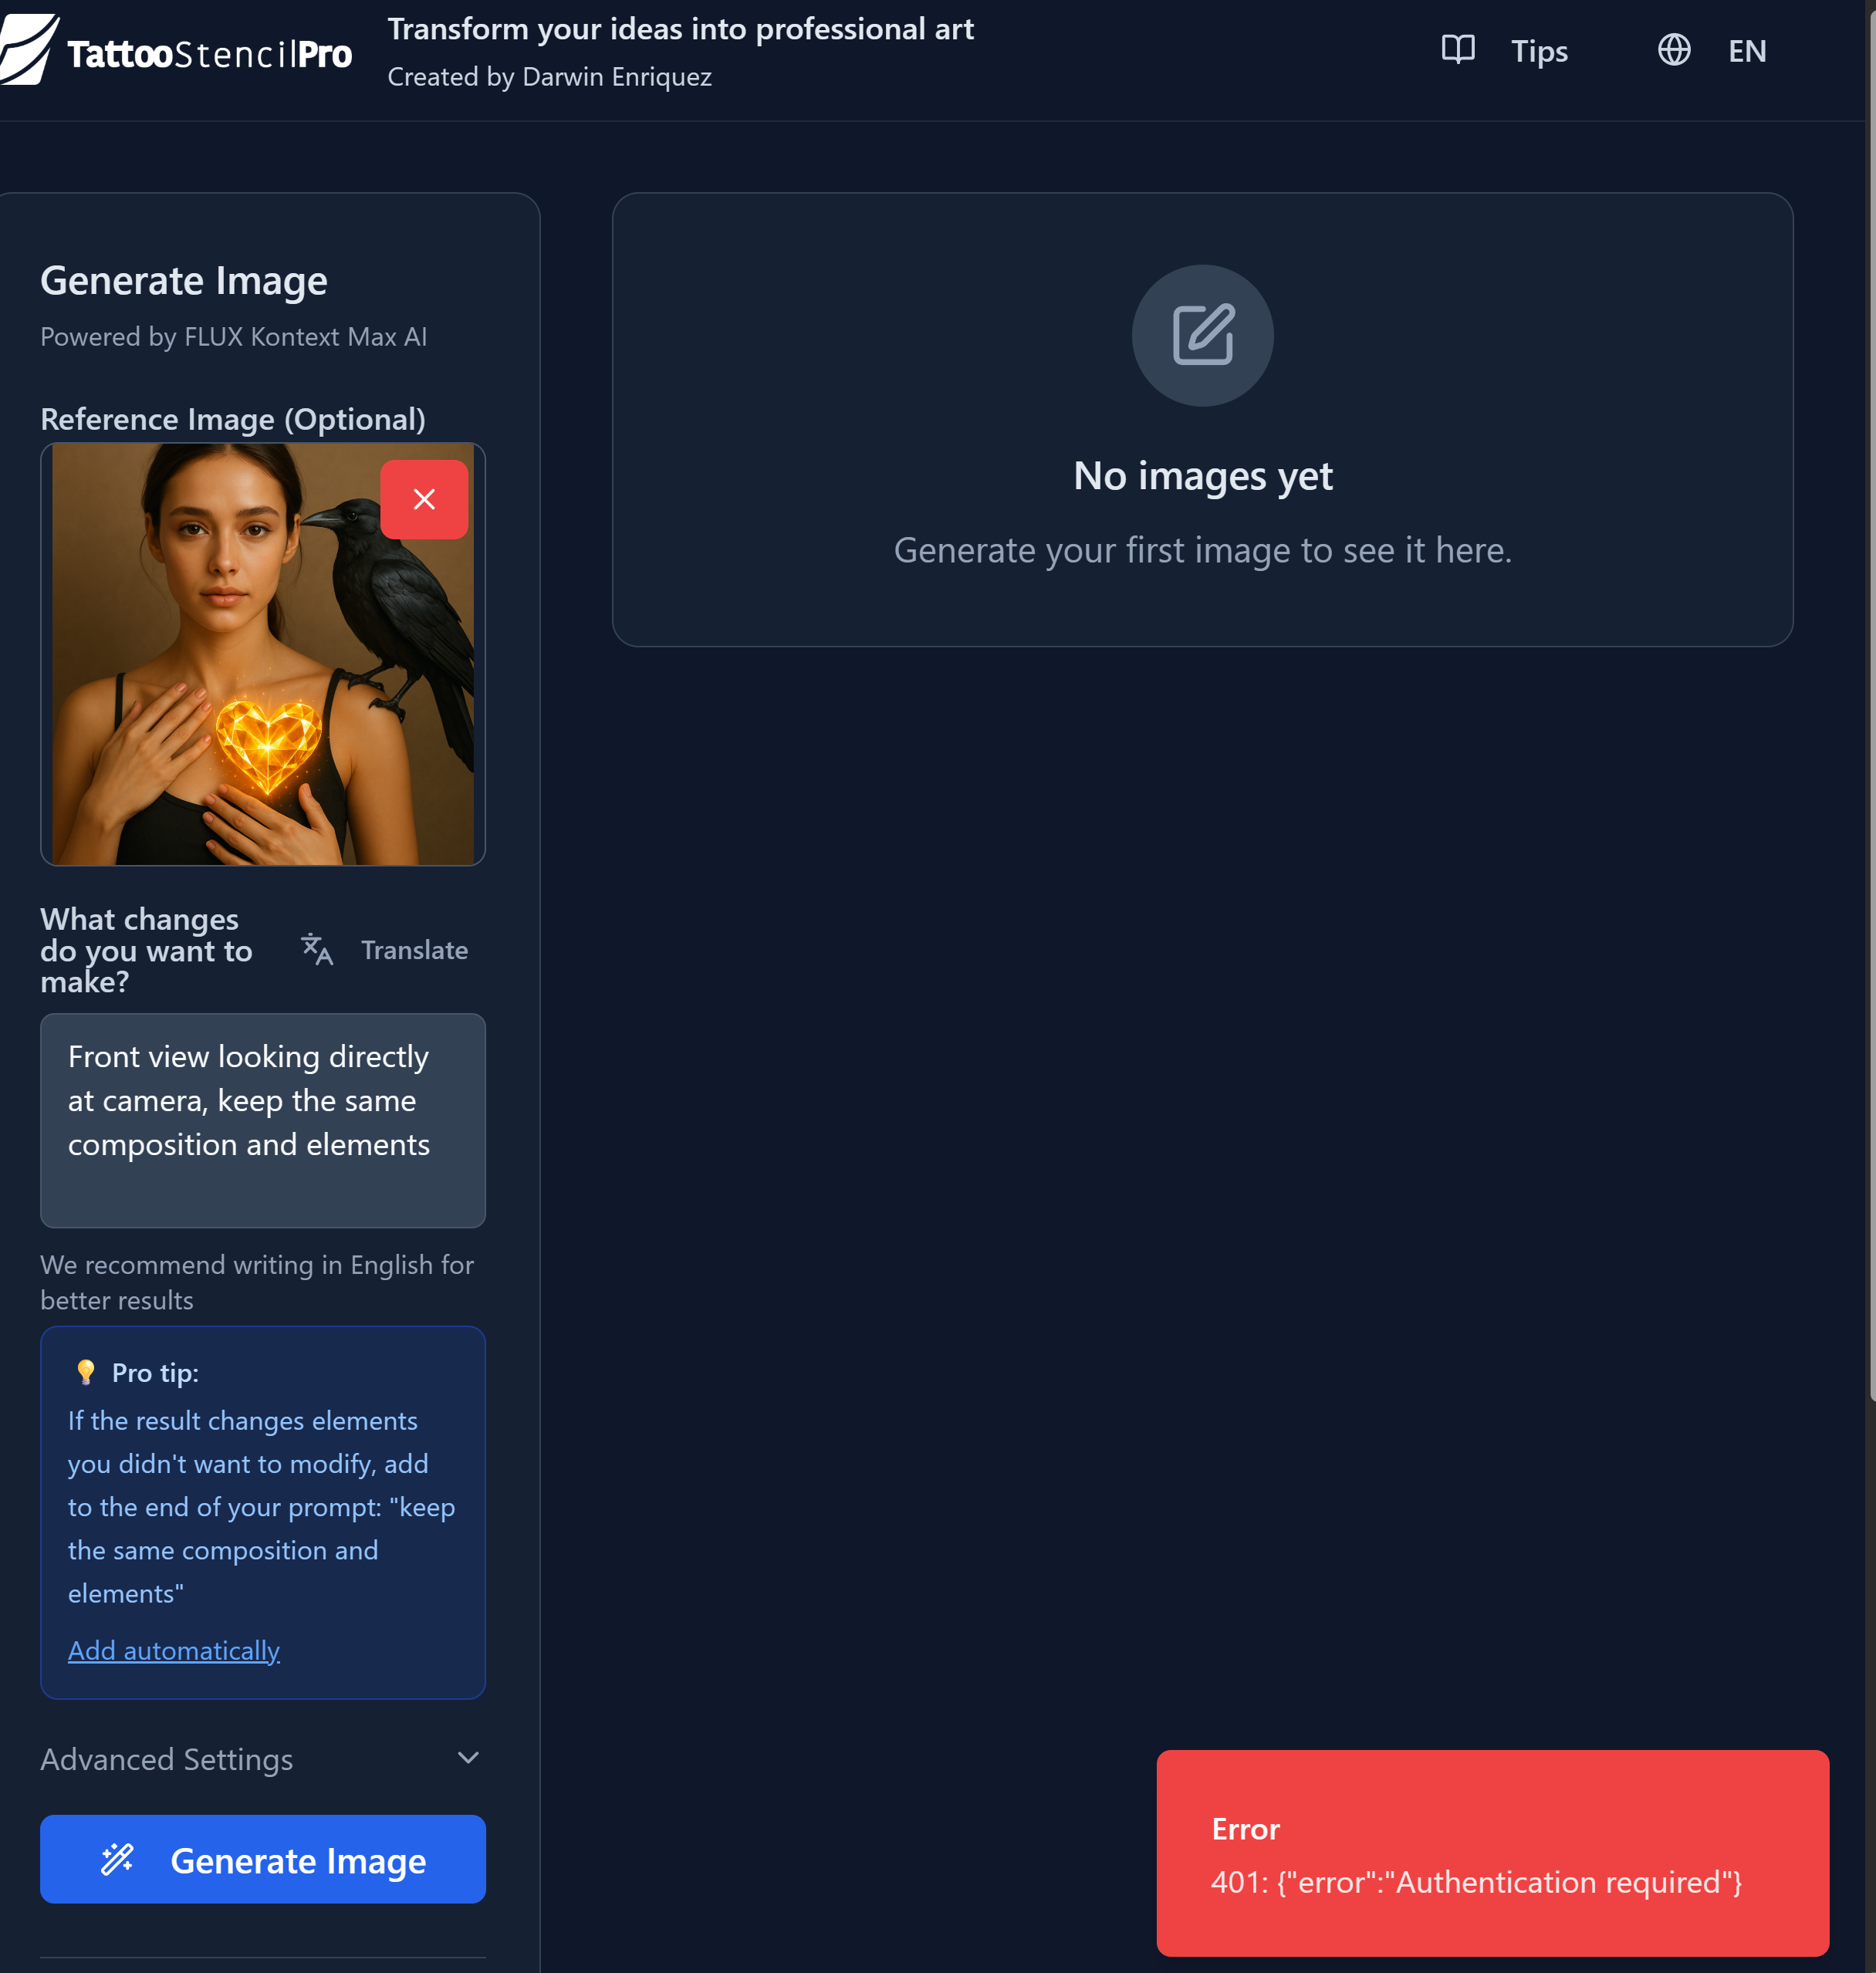 TattooStencilPro
Transform your ideas into professional art
Created by Darwin Enriquez
Tips
EN
Generate Image
Powered by FLUX Kontext Max AI
Reference Image (Optional)
What changes
do you want to
make?
Translate
Front view looking directly
at camera, keep the same
composition and elements
We recommend writing in English for
better results
Pro tip:
If the result changes elements
you didn't want to modify, add
to the end of your prompt: "keep
the same composition and
elements"
Add automatically
Advanced Settings
Generate Image
No images yet
Generate your first image to see it here.
Error
401: {"error":"Authentication required"}